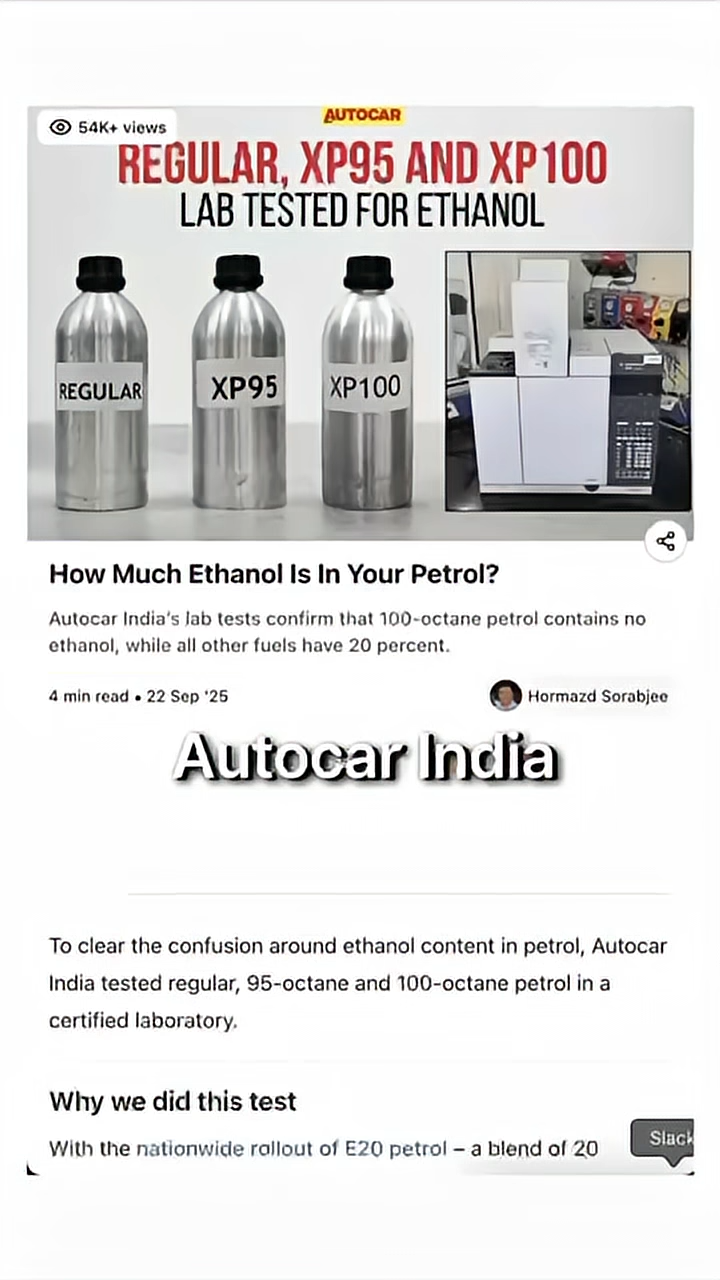 AUTOCAR
54K+ views
REGULAR, XP95 AND XP100
LAB TESTED FOR ETHANOL
REGULAR
XP95
XP100
How Much Ethanol Is In Your Petrol?
Autocar India's lab tests confirm that 100-octane petrol contains no
ethanol, while all other fuels have 20 percent.
4 min read • 22 Sep '25
Hormazd Sorabjee
Autocar India
To clear the confusion around ethanol content in petrol, Autocar
India tested regular, 95-octane and 100-octane petrol in a
certified laboratory.
Why we did this test
With the nationwide rollout of E20 petrol – a blend of 20
Slack